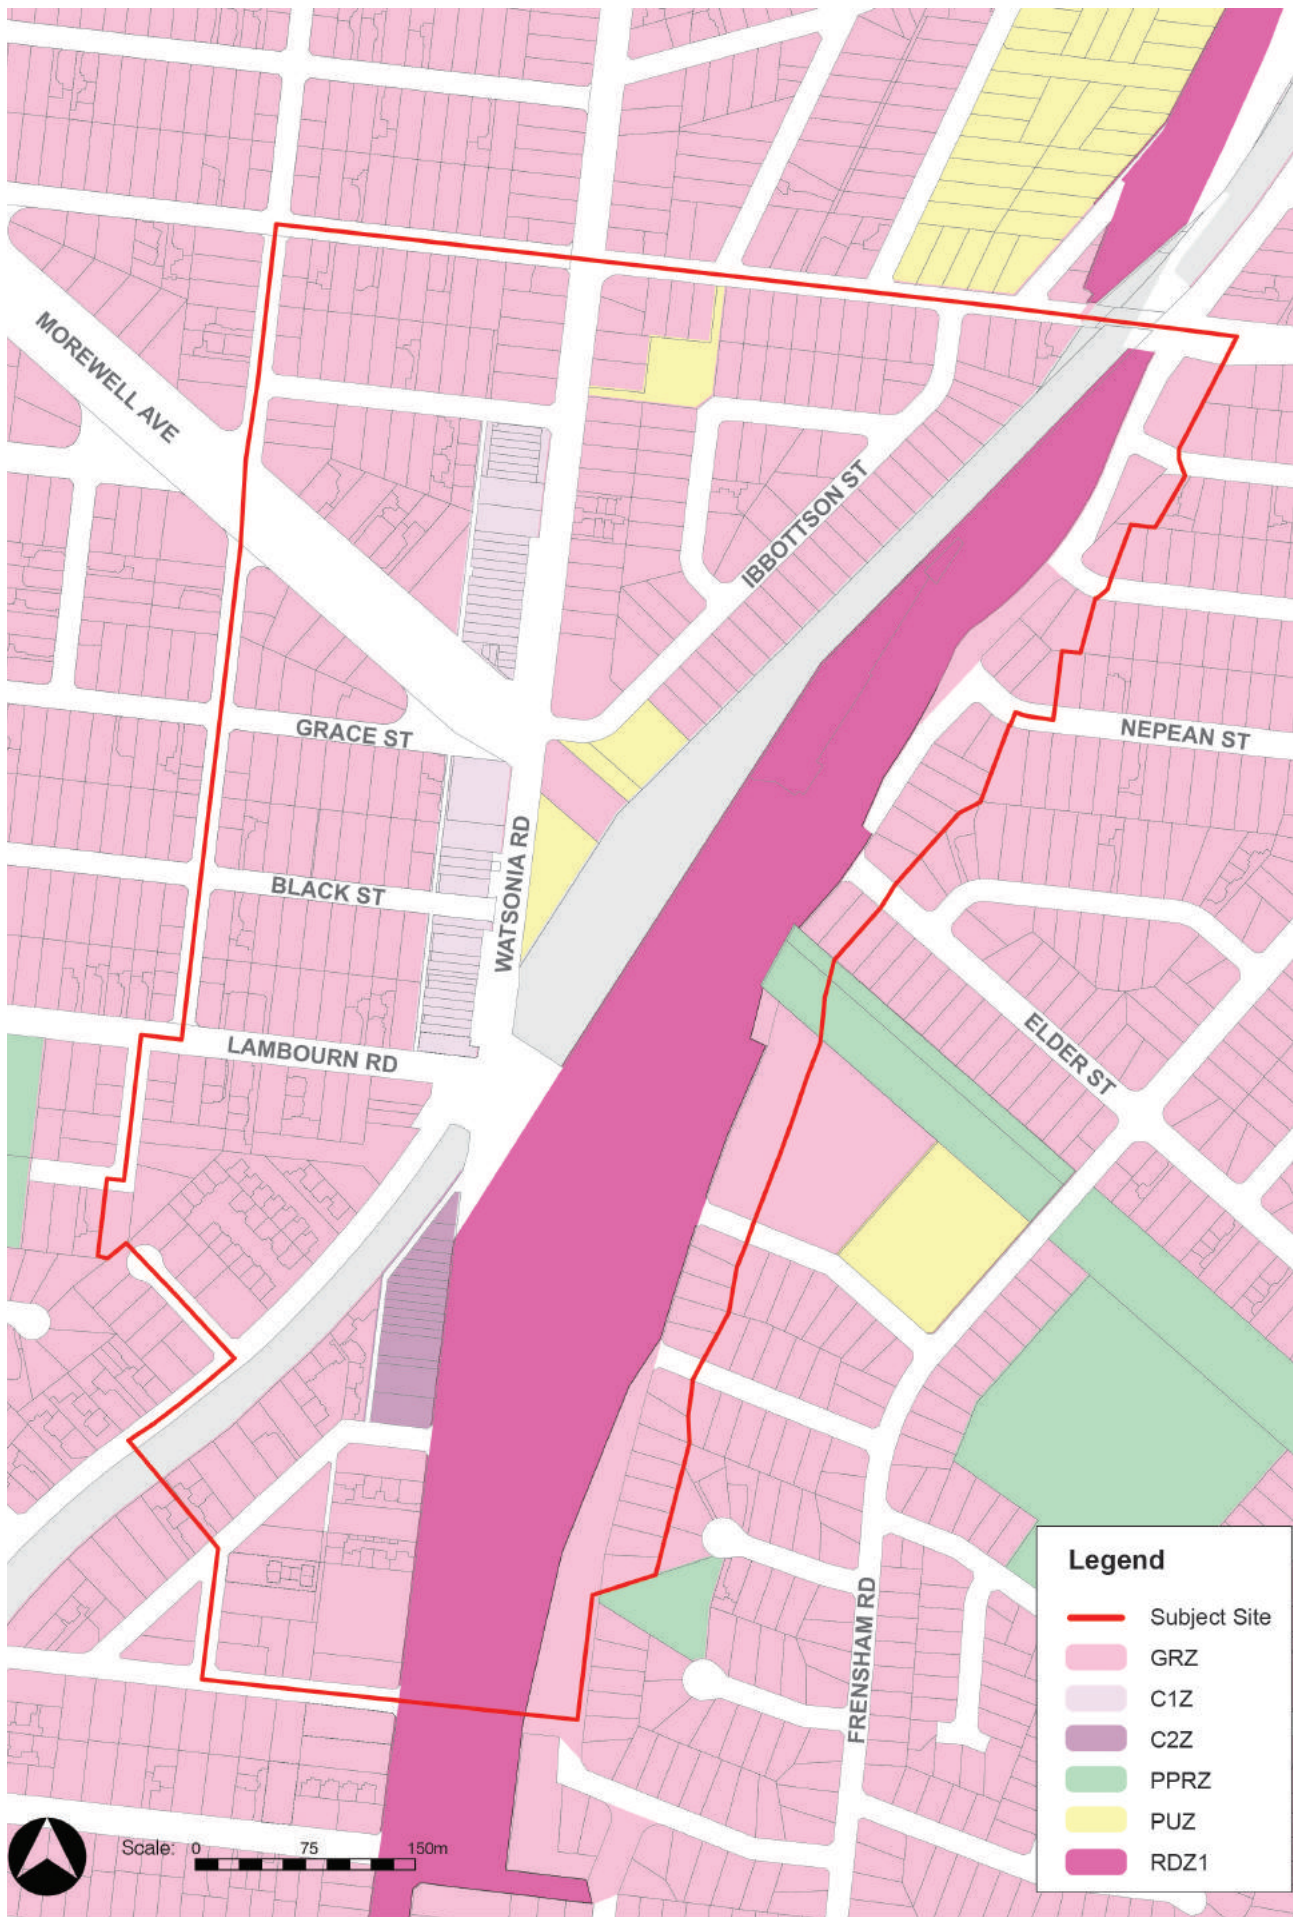 MOREWELL AVE
IBBOTTSON ST
GRACE ST
NEPEAN ST
WATSONIA RD
BLACK ST
LAMBOURN RD
ELDER ST
FRENSHAM RD
Legend
Subject Site
GRZ
C1Z
C2Z
PPRZ
PUZ
RDZ1
Scale: 0 75 150m